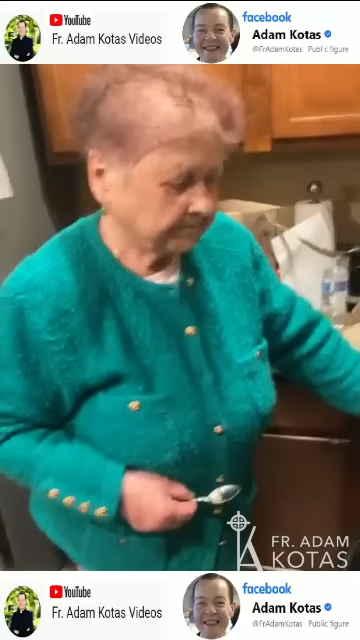 YouTube
Fr. Adam Kotas Videos
facebook
Adam Kotas
@FrAdamKotas · Public figure
FR. ADAM
KOTAS
YouTube
Fr. Adam Kotas Videos
facebook
Adam Kotas
@FrAdamKotas · Public figure